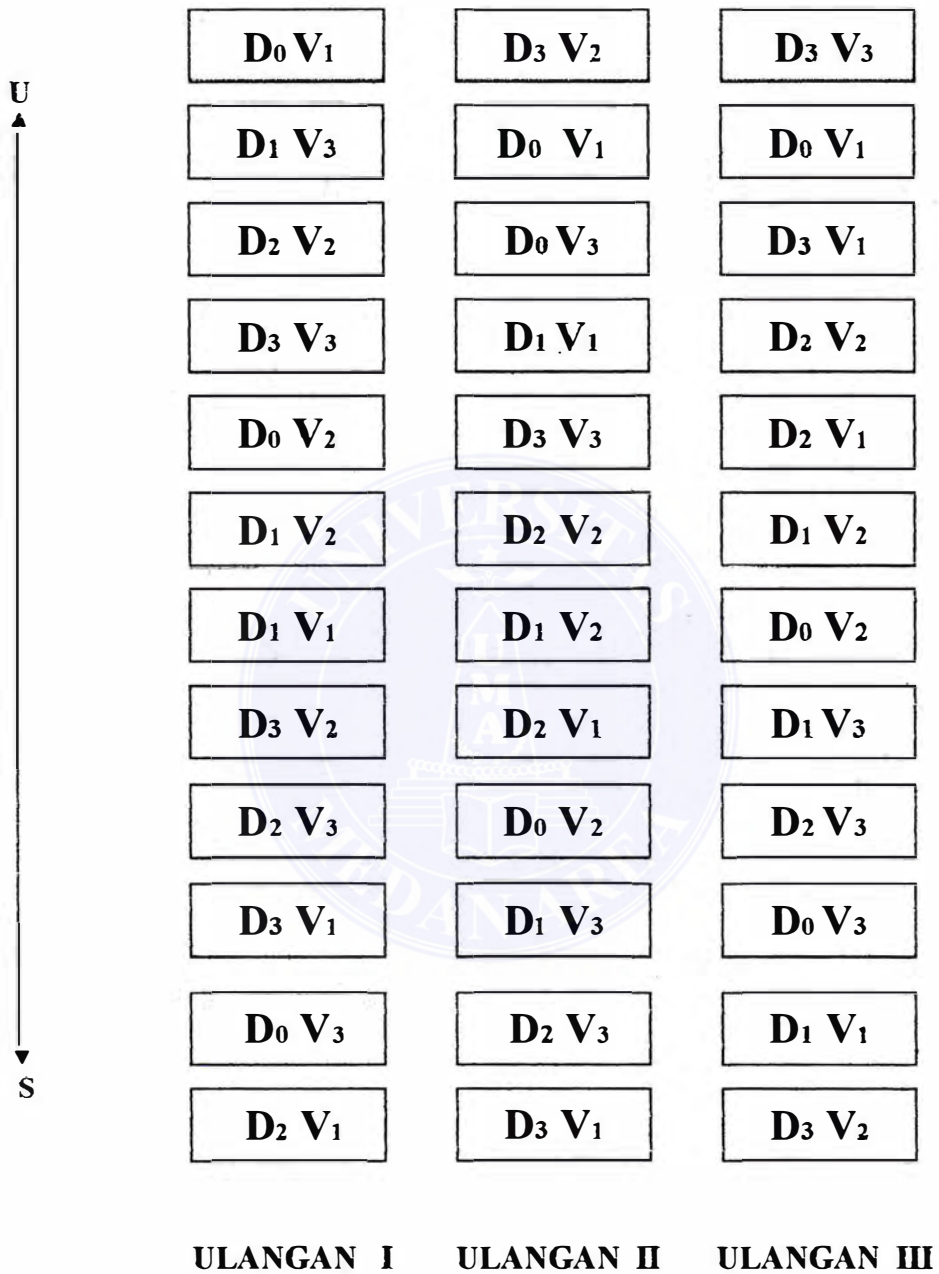 D₀ V₁ D₃ V₂ D₃ V₃
U
D₁ V₃ D₀ V₁ D₀ V₁
D₂ V₂ D₀ V₃ D₃ V₁
D₃ V₃ D₁ V₁ D₂ V₂
D₀ V₂ D₃ V₃ D₂ V₁
D₁ V₂ D₂ V₂ D₁ V₂
D₁ V₁ D₁ V₂ D₀ V₂
D₃ V₂ D₂ V₁ D₁ V₃
D₂ V₃ D₀ V₂ D₂ V₃
D₃ V₁ D₁ V₃ D₀ V₃
D₀ V₃ D₂ V₃ D₁ V₁
S
D₂ V₁ D₃ V₁ D₃ V₂
ULANGAN I ULANGAN II ULANGAN III
UNIVERSITAS
UMA
MEDAN AREA